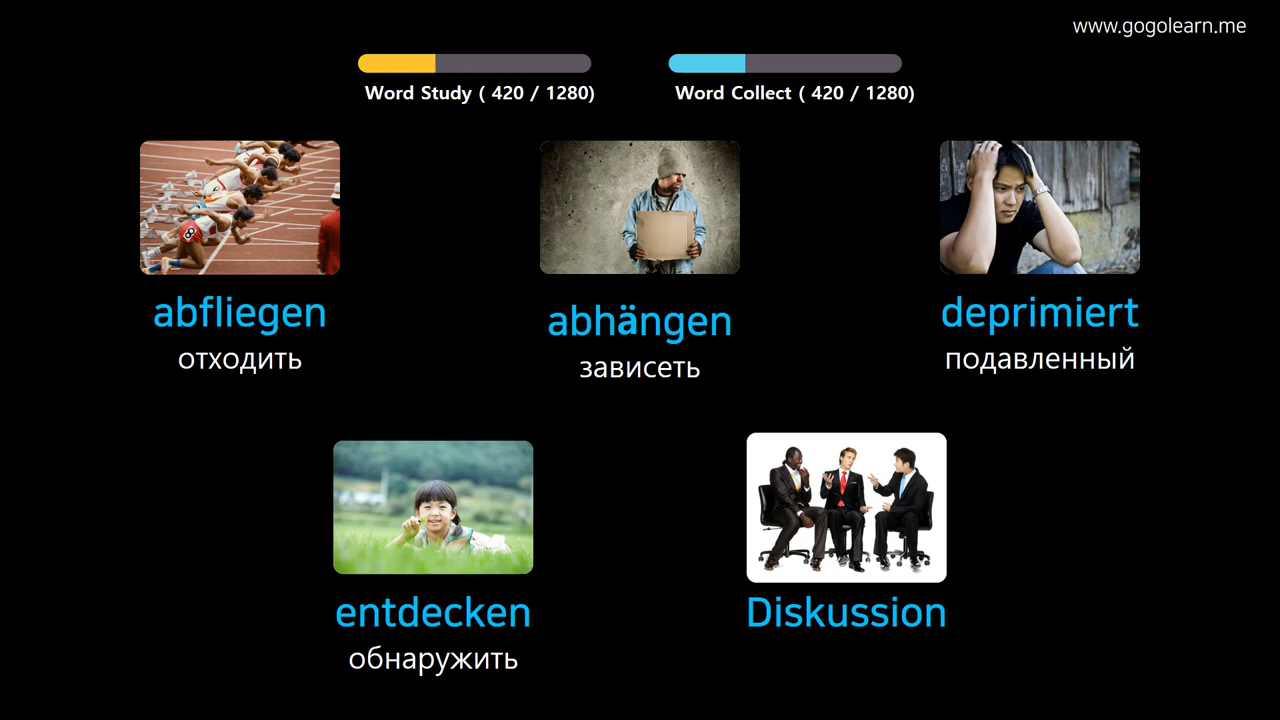 www.gogolearn.me
Word Study ( 420 / 1280)
Word Collect ( 420 / 1280)
abfliegen
отходить
abhängen
зависеть
deprimiert
подавленный
entdecken
обнаружить
Diskussion